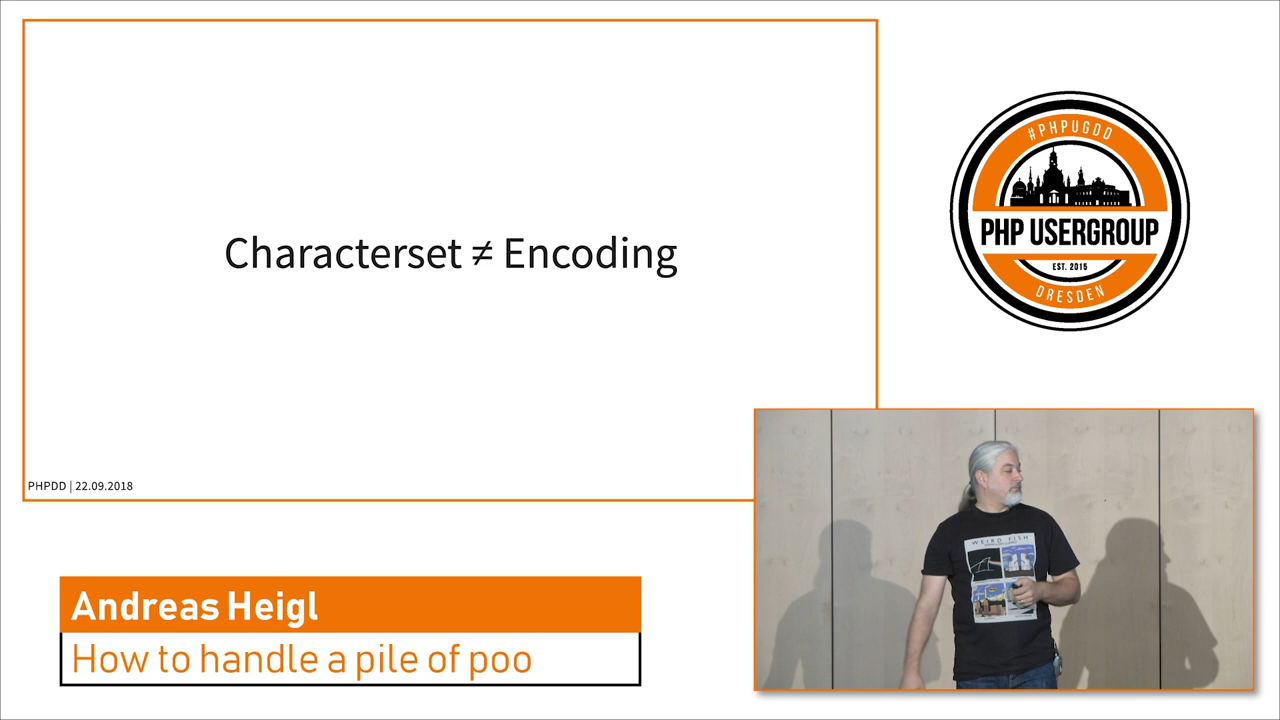 Characterset ≠ Encoding
PHPDD | 22.09.2018
#PHPUGDD
PHP USERGROUP
EST. 2015
DRESDEN
WEIRD FISH
Andreas Heigl
How to handle a pile of poo